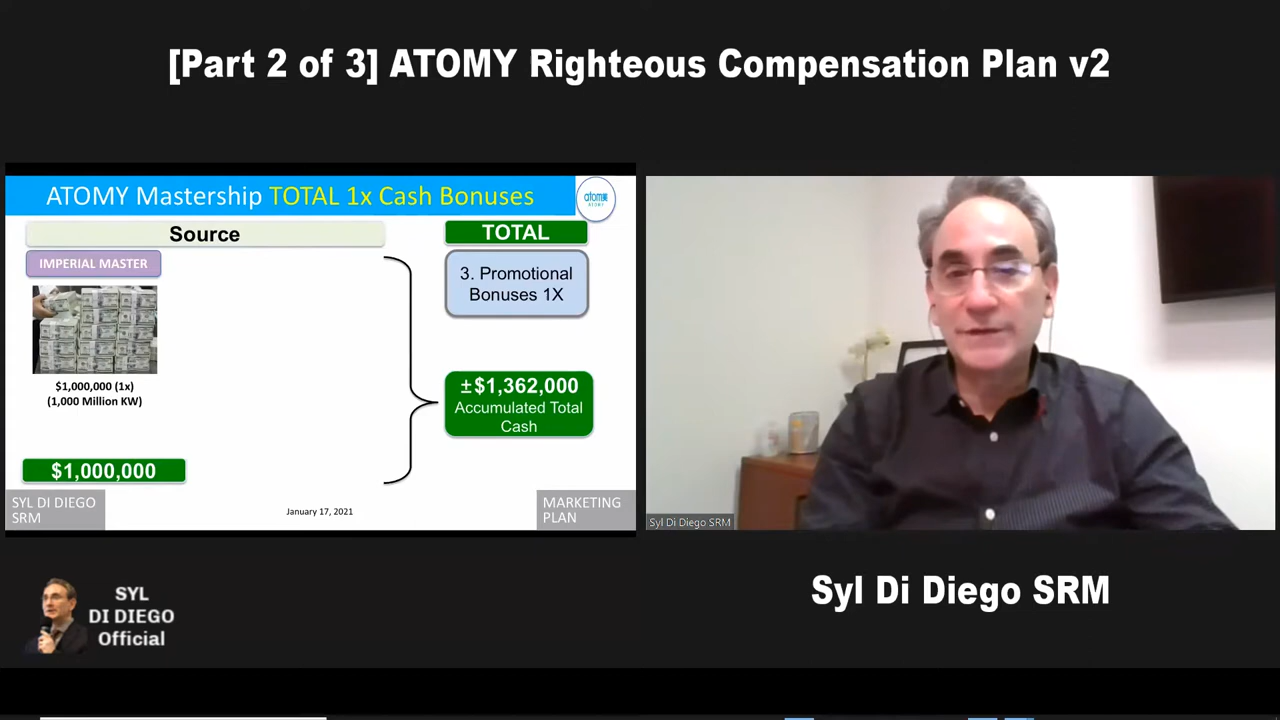 [Part 2 of 3] ATOMY Righteous Compensation Plan v2
ATOMY Mastership TOTAL 1x Cash Bonuses
atomy
ATOMY
Source
TOTAL
IMPERIAL MASTER
3. Promotional
Bonuses 1X
$1,000,000 (1x)
(1,000 Million KW)
±$1,362,000
Accumulated Total
Cash
$1,000,000
SYL DI DIEGO
SRM
January 17, 2021
MARKETING
PLAN
Syl Di Diego SRM
SYL
DI DIEGO
Official
Syl Di Diego SRM